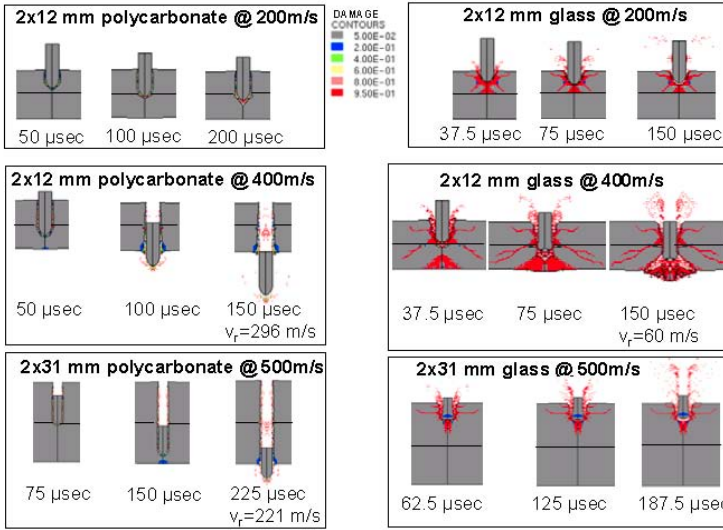 2x12 mm polycarbonate @ 200m/s
50 µsec
100 µsec
200 µsec
DAMAGE
CONTOURS
5.00E-02
2.00E-01
4.00E-01
6.00E-01
8.00E-01
9.50E-01
2x12 mm glass @ 200m/s
37.5 µsec
75 µsec
150 µsec
2x12 mm polycarbonate @ 400m/s
50 µsec
100 µsec
150 µsec
vr=296 m/s
2x12 mm glass @ 400m/s
37.5 µsec
75 µsec
150 µsec
vr=60 m/s
2x31 mm polycarbonate @500m/s
75 µsec
150 µsec
225 µsec
vr=221 m/s
2x31 mm glass @ 500m/s
62.5 µsec
125 µsec
187.5 µsec